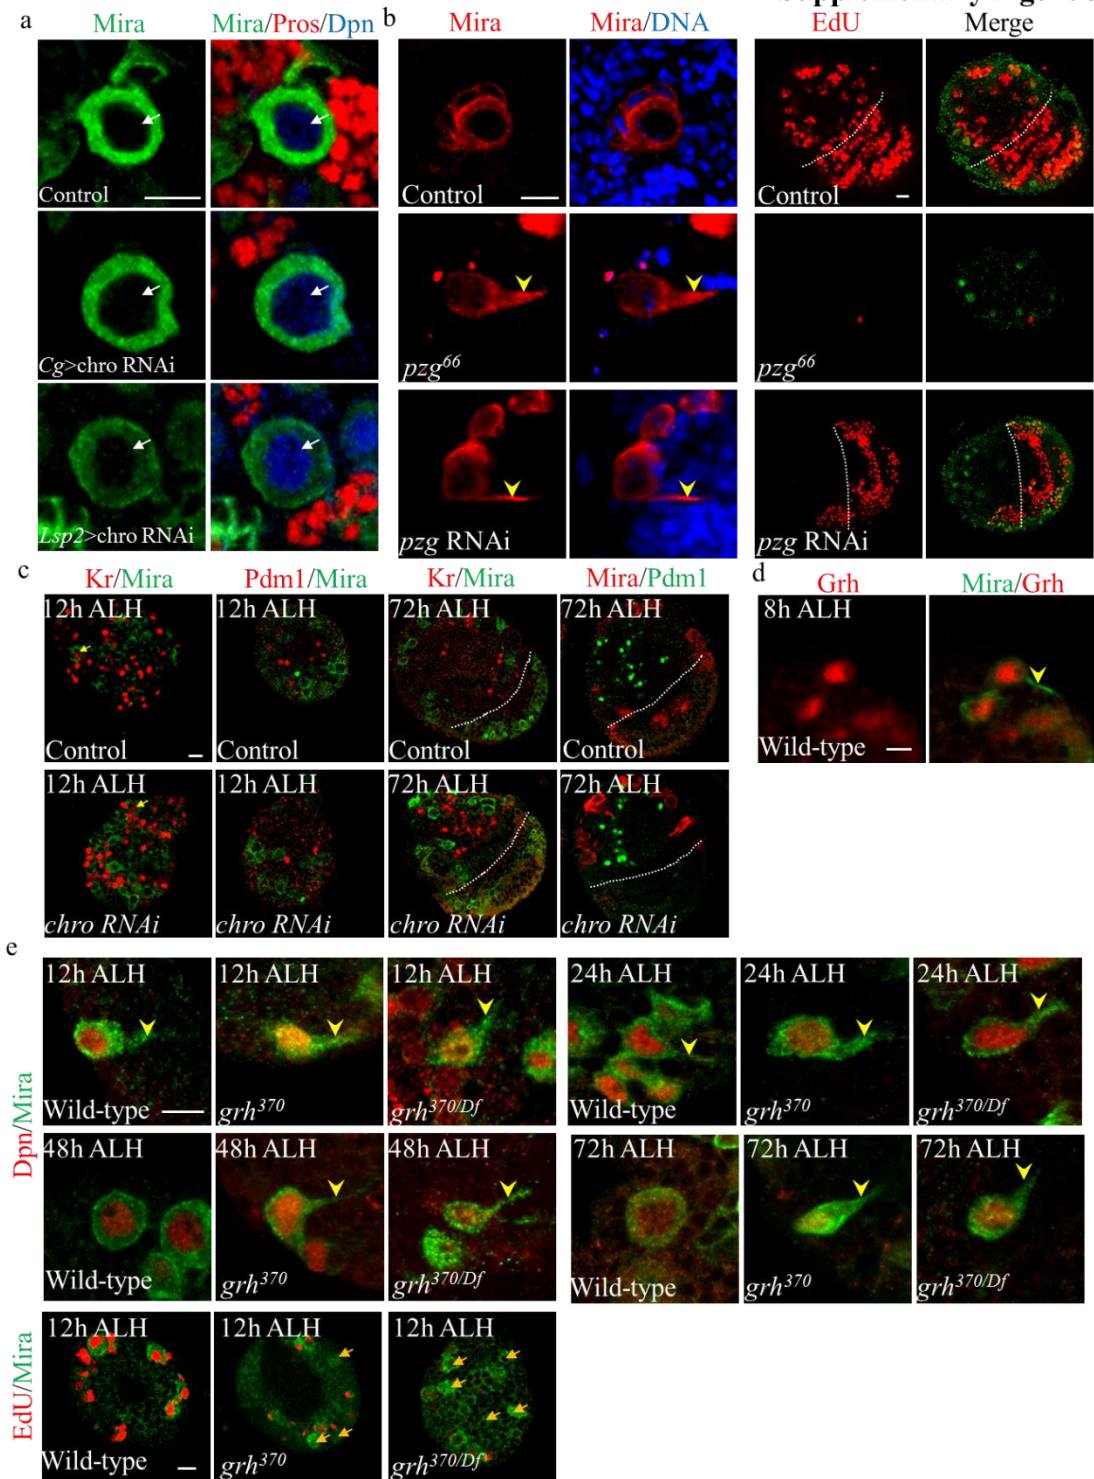 Supplementary Figure
a
Mira
Mira/Pros/Dpn
Control
Cg>chro RNAi
Lsp2>chro RNAi
b
Mira
Mira/DNA
EdU
Merge
Control
Control
pzg66
pzg66
pzg RNAi
pzg RNAi
c
Kr/Mira
Pdm1/Mira
Kr/Mira
Mira/Pdm1
12h ALH
12h ALH
72h ALH
72h ALH
Control
Control
Control
Control
12h ALH
12h ALH
72h ALH
72h ALH
chro RNAi
chro RNAi
chro RNAi
chro RNAi
d
Grh
Mira/Grh
8h ALH
Wild-type
e
Dpn/Mira
12h ALH
12h ALH
12h ALH
24h ALH
24h ALH
24h ALH
Wild-type
grh370
grh370/Df
Wild-type
grh370
grh370/Df
48h ALH
48h ALH
48h ALH
72h ALH
72h ALH
72h ALH
Wild-type
grh370
grh370/Df
Wild-type
grh370
grh370/Df
EdU/Mira
12h ALH
12h ALH
12h ALH
Wild-type
grh370
grh370/Df